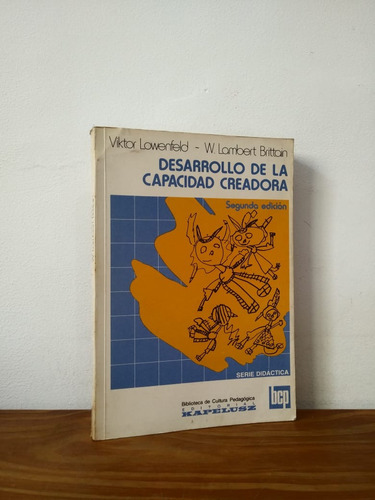 Viktor Lowenfeld - W. Lambert Brittain
DESARROLLO DE LA
CAPACIDAD CREADORA
Segunda edición
SERIE DIDÁCTICA
Biblioteca de Cultura Pedagógica
EDITORIAL
KAPELUSZ
bcp